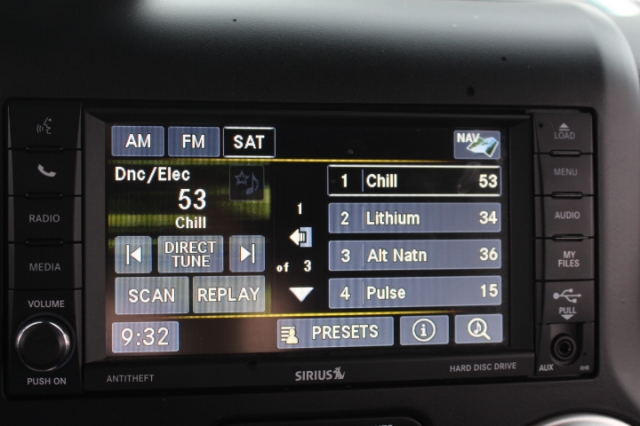 AM FM SAT NAV
LOAD
Dnc/Elec
53
Chill
1 Chill 53
2 Lithium 34
3 Alt Natn 36
4 Pulse 15
1
of 3
DIRECT
TUNE
SCAN REPLAY
9:32 PRESETS
RADIO
MEDIA
VOLUME
PUSH ON
MENU
AUDIO
MY
FILES
PULL
AUX
ANTITHEFT SIRIUS HARD DISC DRIVE